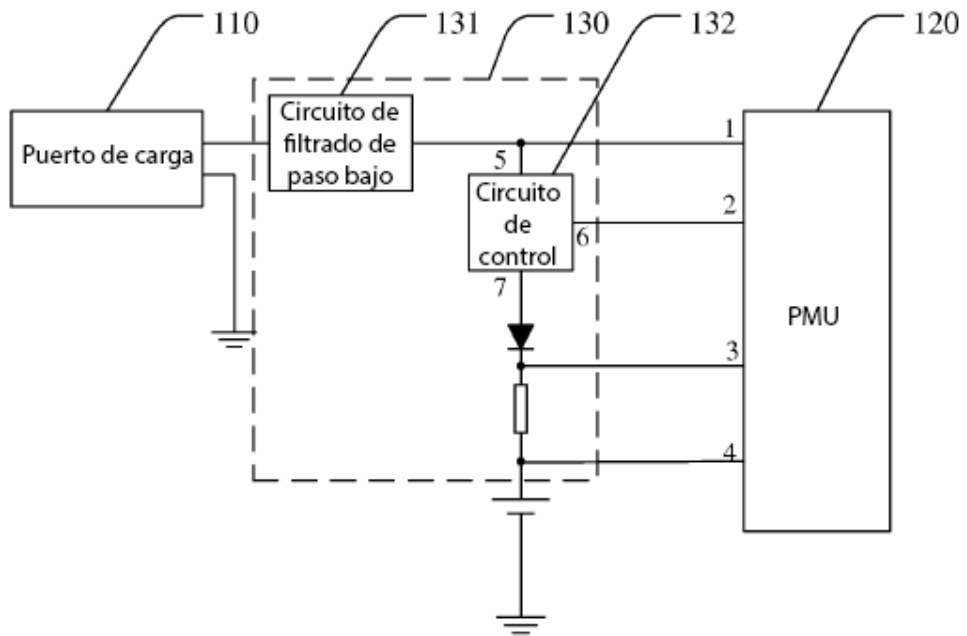 110
131
130
132
120
Puerto de carga
Circuito de
filtrado de
paso bajo
1
5
Circuito
de
control
2
6
7
PMU
3
4